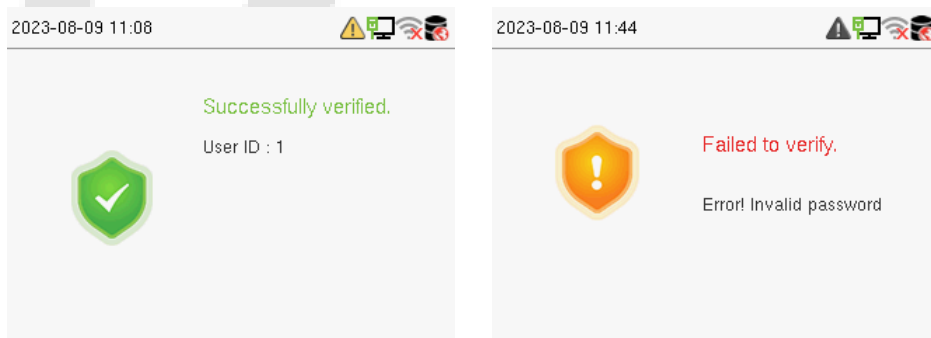 2023-08-09 11:08
Successfully verified.
User ID : 1
2023-08-09 11:44
Failed to verify.
Error! Invalid password